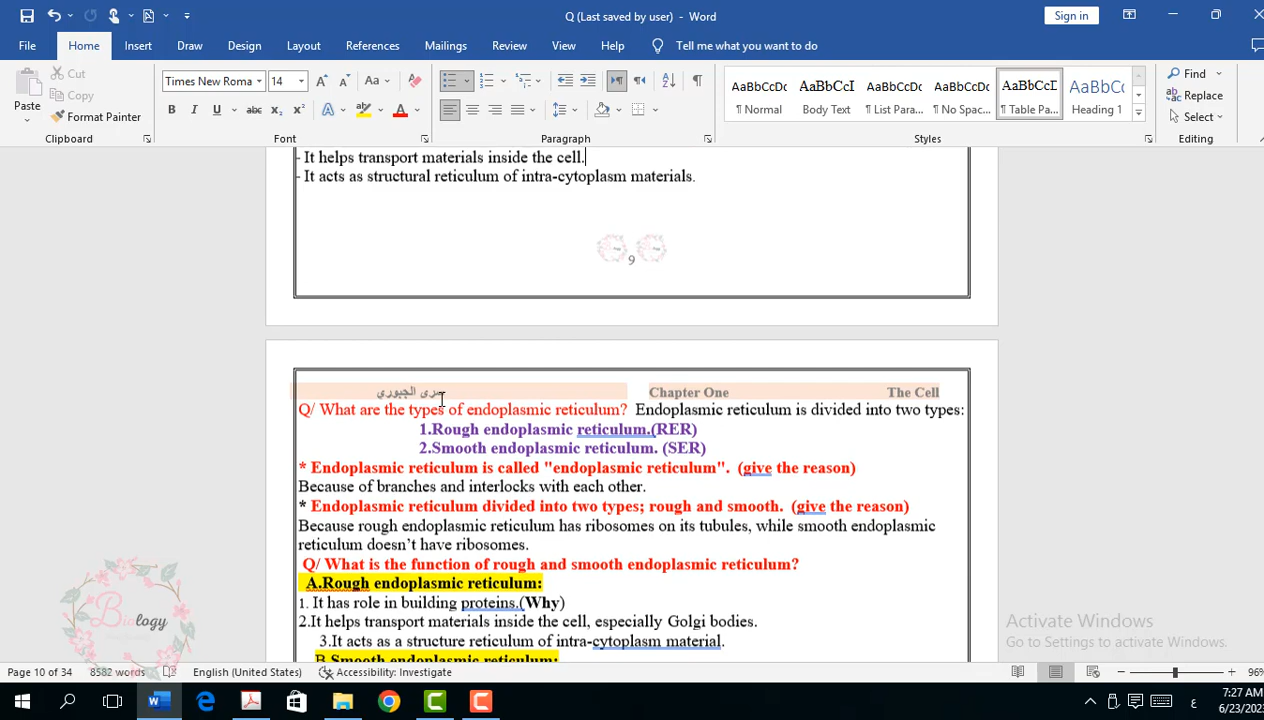 Q (Last saved by user) - Word
Sign in
File Home Insert Draw Design Layout References Mailings Review View Help Tell me what you want to do
Paste
Cut
Copy
Format Painter
Clipboard
Times New Roma 14
Font
Paragraph
AaBbCcDc AaBbCcI AaBbCcDc AaBbCcDc AaBbCcI AaBbCcI
¶ Normal Body Text ¶ List Para... ¶ No Spac... ¶ Table Pa... Heading 1
Styles
Find
Replace
Select
Editing
- It helps transport materials inside the cell.
- It acts as structural reticulum of intra-cytoplasm materials.
9
الجبوري Chapter One The Cell
Q/ What are the types of endoplasmic reticulum? Endoplasmic reticulum is divided into two types:
1.Rough endoplasmic reticulum.(RER)
2.Smooth endoplasmic reticulum. (SER)
* Endoplasmic reticulum is called "endoplasmic reticulum". (give the reason)
Because of branches and interlocks with each other.
* Endoplasmic reticulum divided into two types; rough and smooth. (give the reason)
Because rough endoplasmic reticulum has ribosomes on its tubules, while smooth endoplasmic
reticulum doesn't have ribosomes.
Q/ What is the function of rough and smooth endoplasmic reticulum?
A.Rough endoplasmic reticulum:
1. It has role in building proteins.(Why)
2.It helps transport materials inside the cell, especially Golgi bodies.
3.It acts as a structure reticulum of intra-cytoplasm material.
B.Smooth endoplasmic reticulum:
Biology
Activate Windows
Go to Settings to activate Windows.
Page 10 of 34 8582 words English (United States) Accessibility: Investigate 96%
7:27 AM
6/23/202